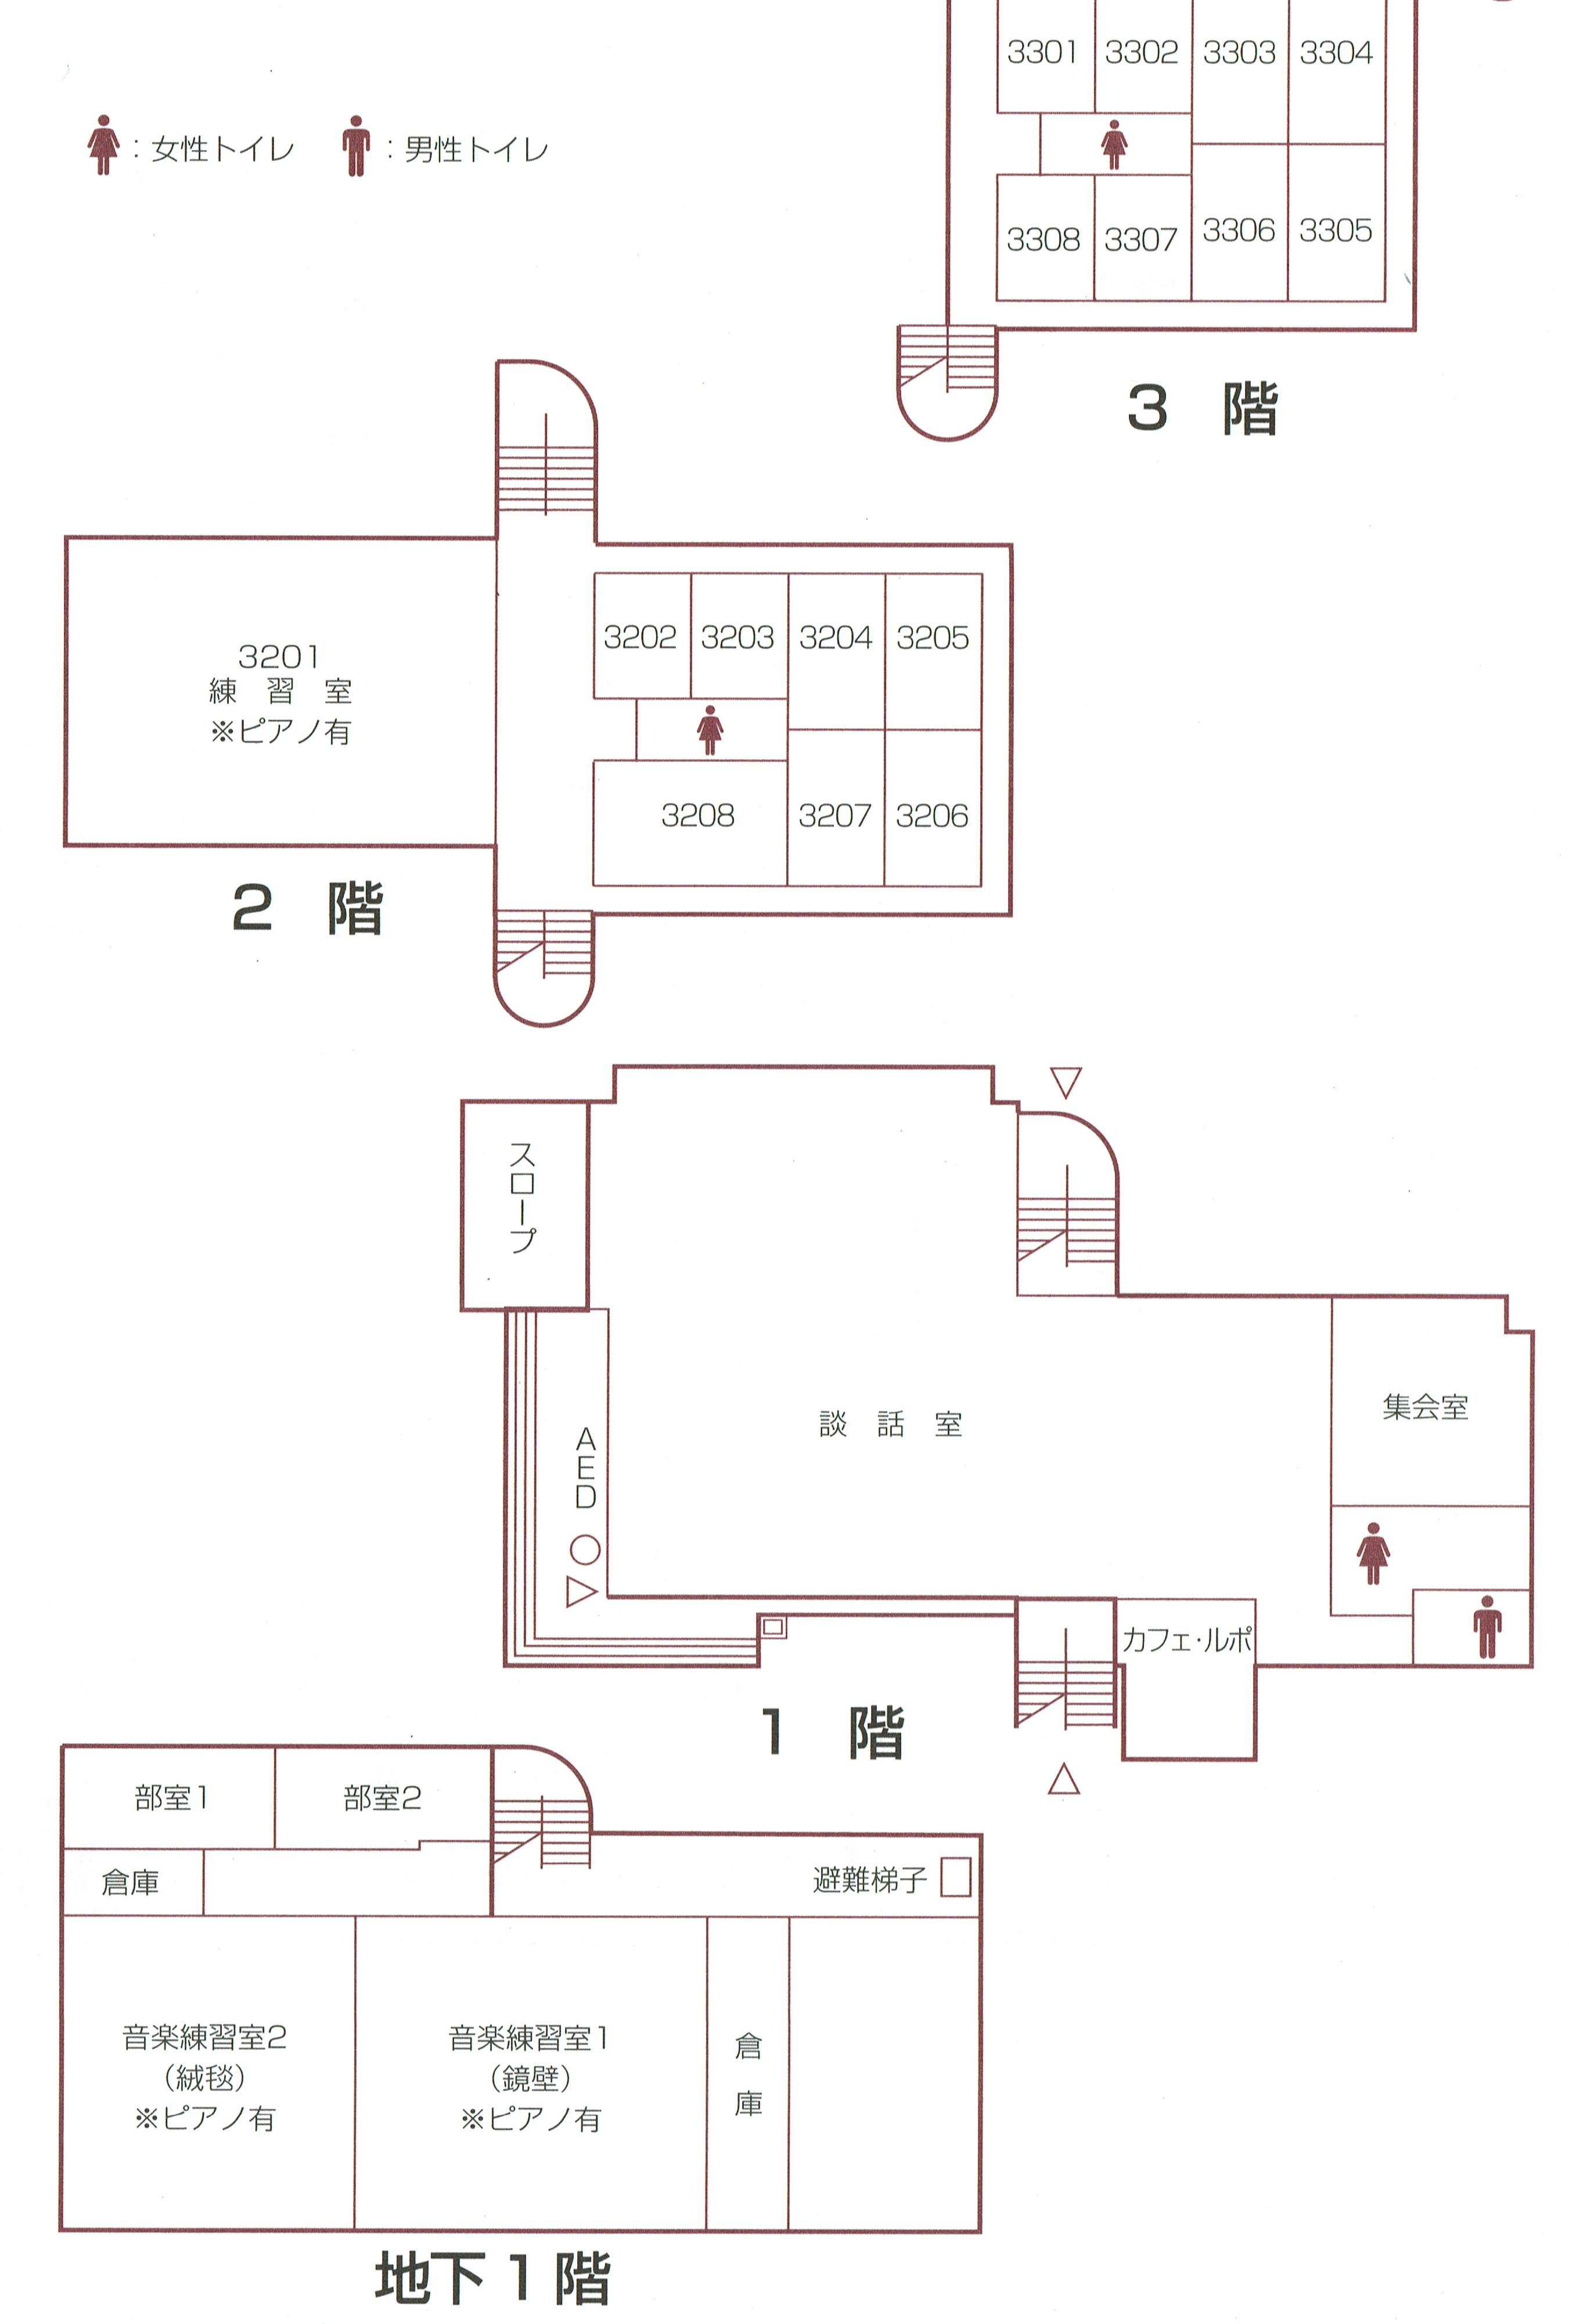 3301 3302 3303 3304
:女性トイレ :男性トイレ
3308 3307 3306 3305
3 階
3202 3203 3204 3205
3201
練 習 室
※ピアノ有
3208 3207 3206
2 階
スロープ
AED
談 話 室
集会室
カフェ・ルポ
1 階
部室1 部室2
倉庫
避難梯子
音楽練習室2
(絨毯)
※ピアノ有
音楽練習室1
(鏡壁)
※ピアノ有
倉庫
地下1階